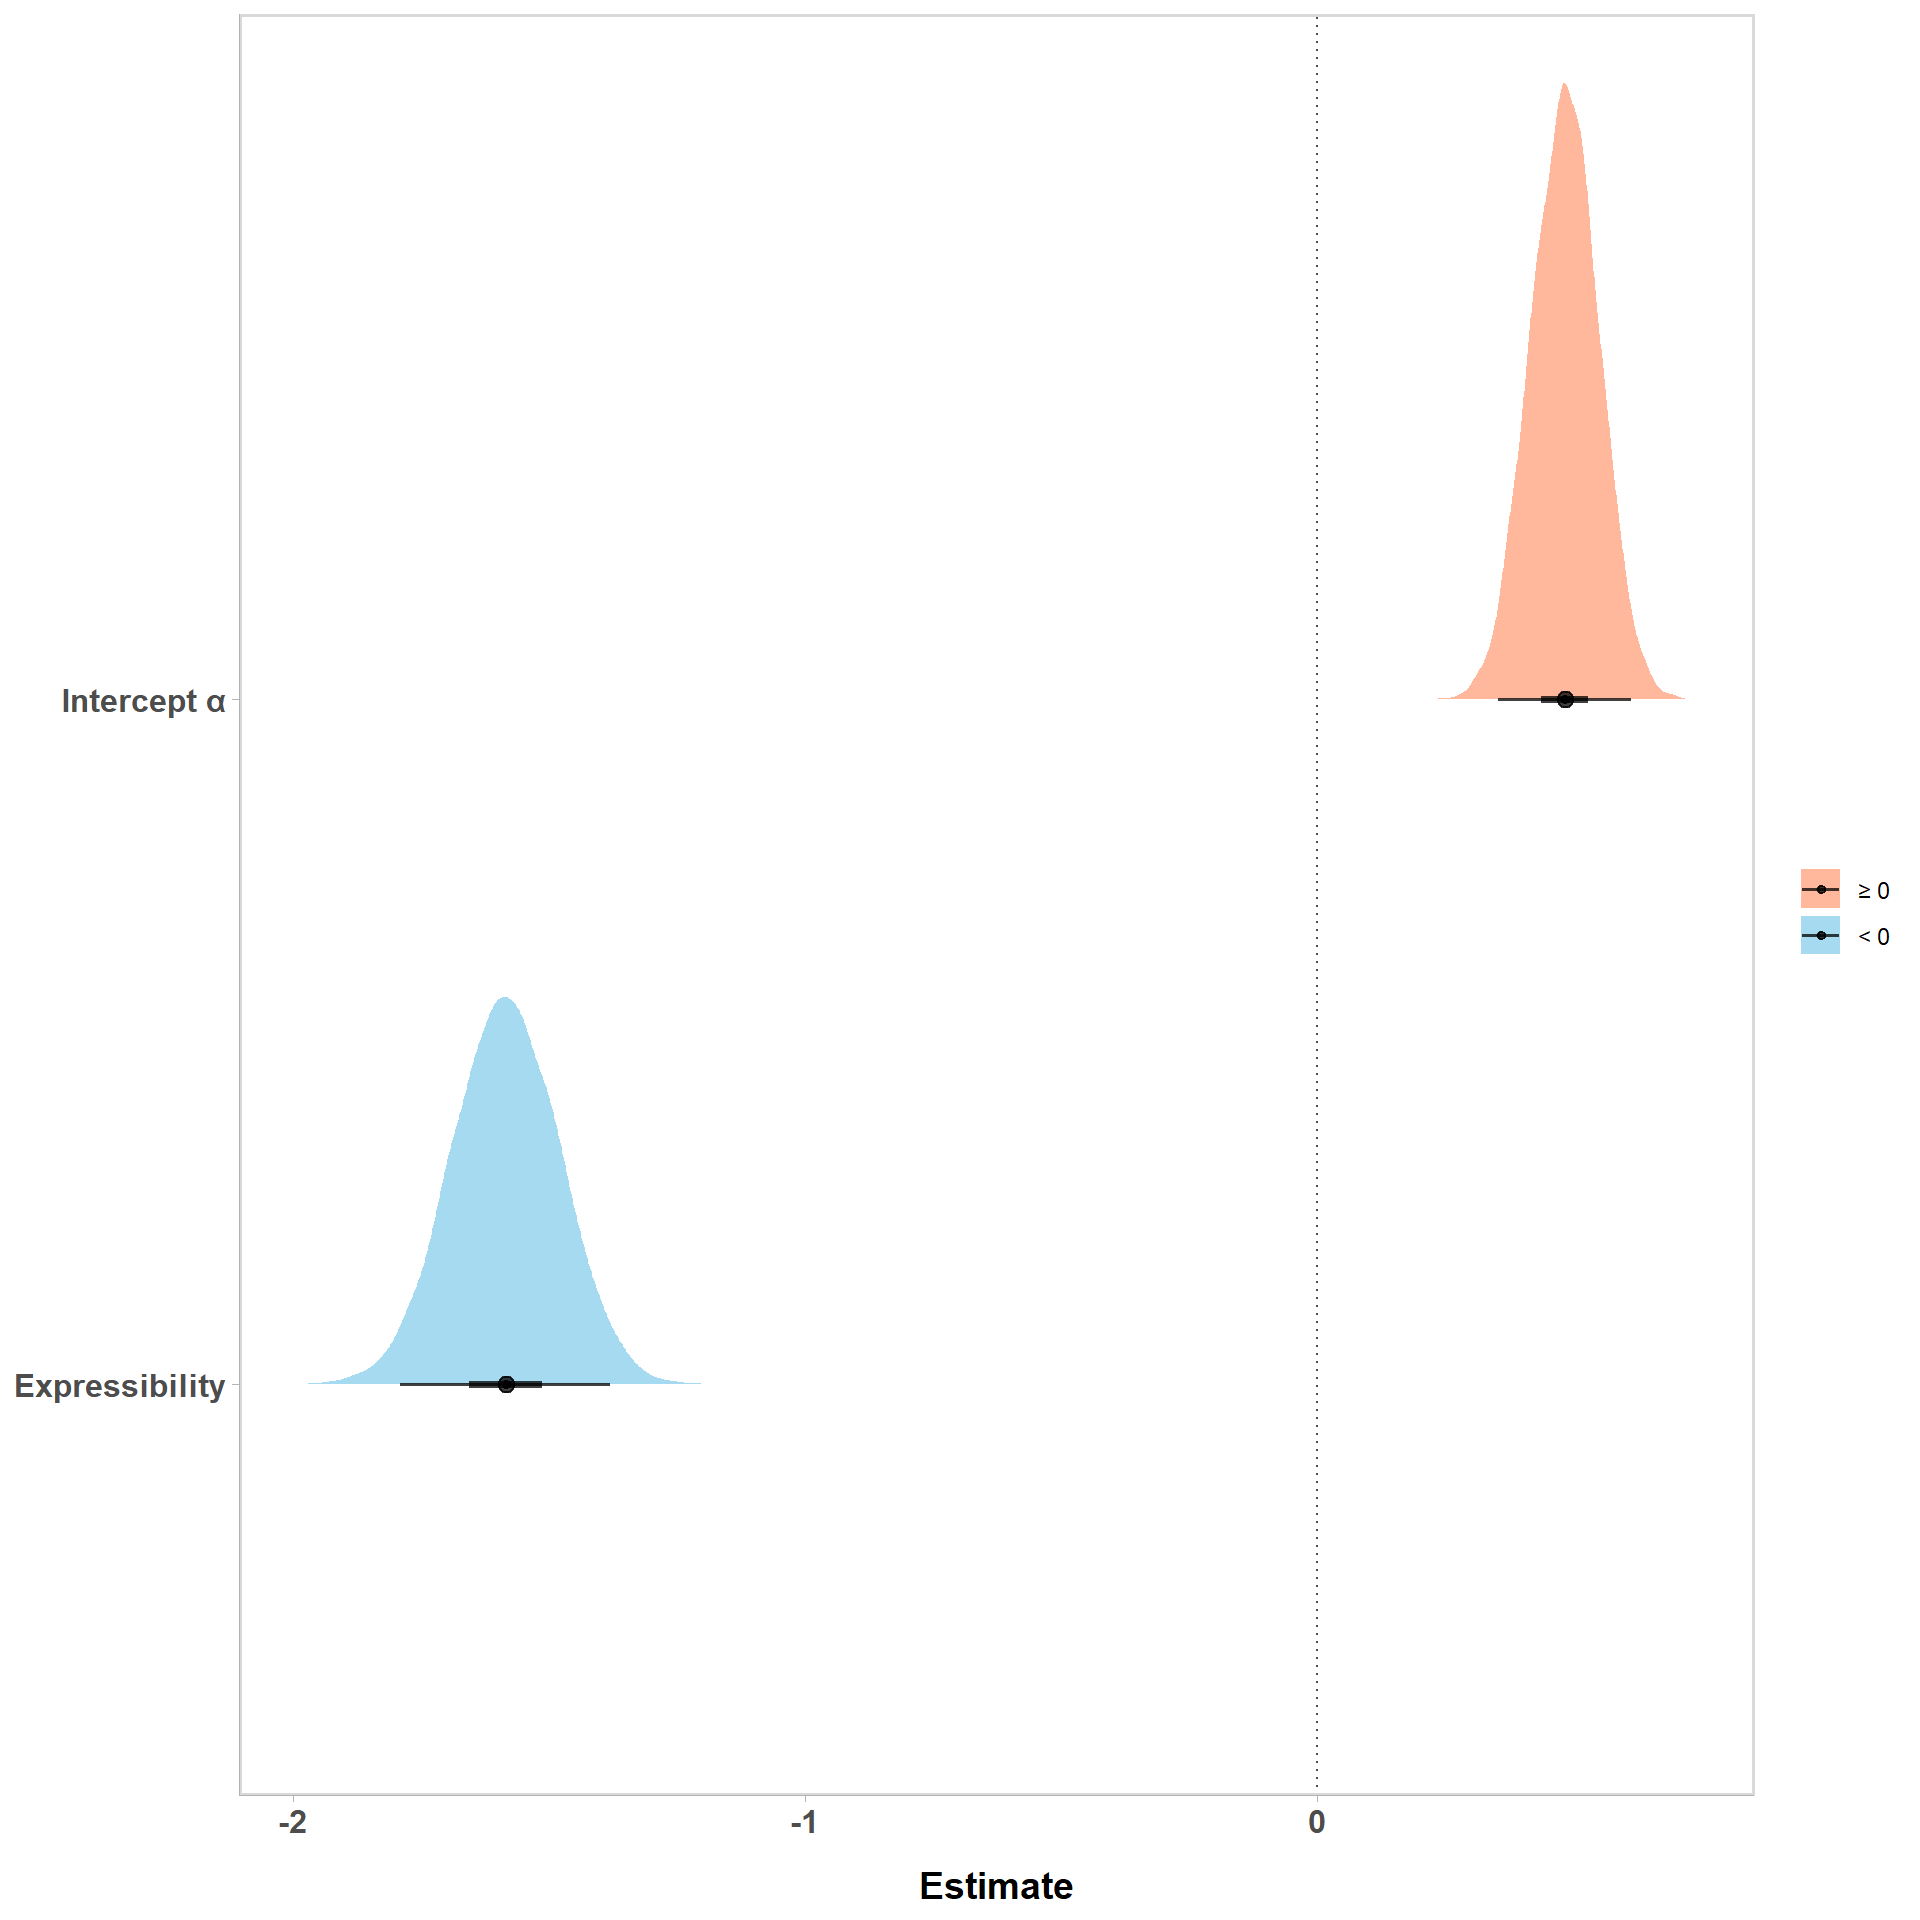 Intercept α
≥ 0
< 0
Expressibility
-2
-1
0
Estimate